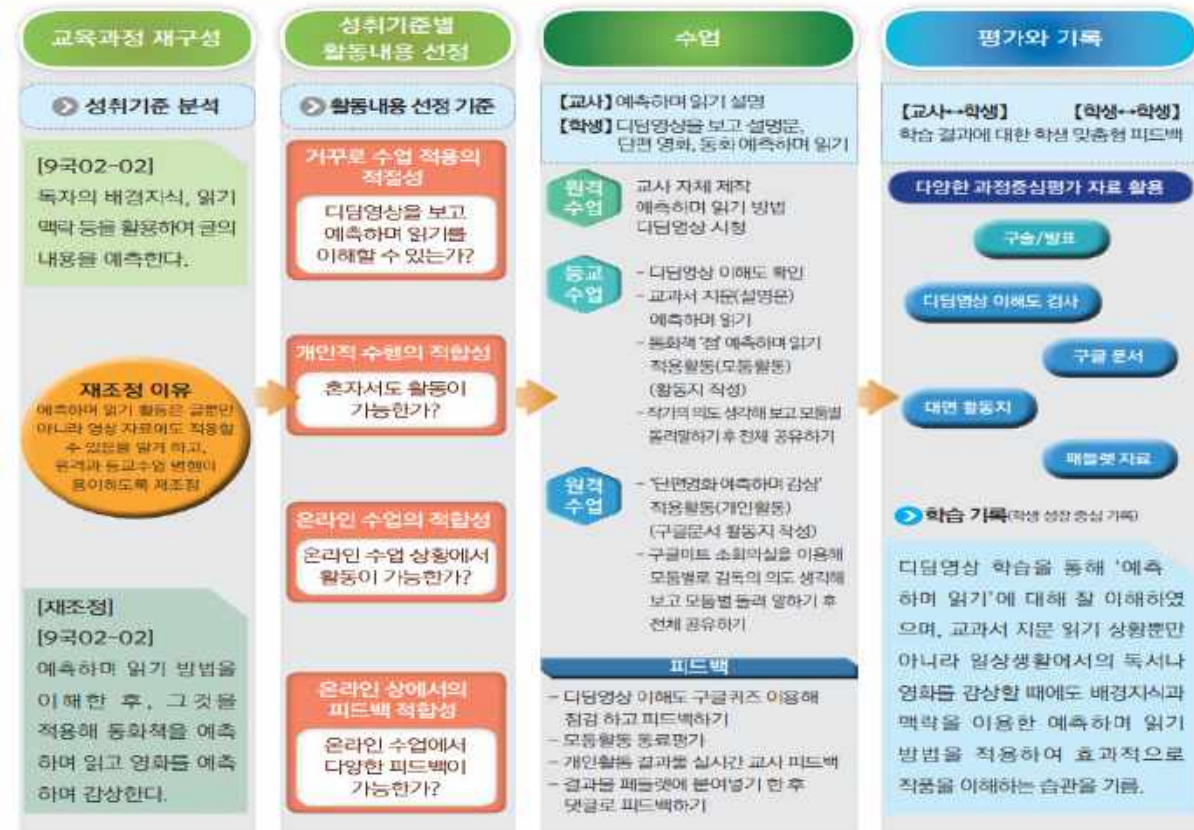 교육과정 재구성
성취기준 분석
[9국02-02]
독자의 배경지식, 읽기
맥락 등을 활용하여 글의
내용을 예측한다.
재조정 이유
예측하며 읽기 활동은 글뿐만
아니라 영상 자료에도 적용할
수 있음을 알게 하고,
원격과 등교수업 병행이
용이하도록 재조정
[재조정]
[9국02-02]
예측하며 읽기 방법을
이해한 후, 그것을
적용해 동화책을 예측
하며 읽고 영화를 예측
하며 감상한다.
성취기준별
활동내용 선정
활동내용 선정 기준
거꾸로 수업 적용의
적절성
디딤영상을 보고
예측하며 읽기를
이해할 수 있는가?
개인적 수행의 적합성
혼자서도 활동이
가능한가?
온라인 수업의 적합성
온라인 수업 상황에서
활동이 가능한가?
온라인 상에서의
피드백 적합성
온라인 수업에서
다양한 피드백이
가능한가?
수업
【교사】예측하며 읽기 설명
【학생】디딤영상을 보고 설명문,
단편 영화, 동화 예측하며 읽기
원격
수업
교사 자체 제작
예측하며 읽기 방법
디딤영상 시청
등교
수업
- 디딤영상 이해도 확인
- 교과서 지문(설명문)
예측하며 읽기
- 동화책 '점' 예측하며 읽기
적용활동(모둠활동)
(활동지 작성)
- 작가의 의도 생각해 보고 모둠별
돌려말하기 후 전체 공유하기
원격
수업
- '단편영화 예측하며 감상'
적용활동(개인활동)
(구글문서 활동지 작성)
- 구글미트 소회의실을 이용해
모둠별로 감독의 의도 생각해
보고 모둠별 돌려 말하기 후
전체 공유하기
피드백
- 디딤영상 이해도 구글퀴즈 이용해
점검 하고 피드백하기
- 모둠활동 동료평가
- 개인활동 결과물 실시간 교사 피드백
- 결과물 패들렛에 붙여넣기 한 후
댓글로 피드백하기
평가와 기록
【교사↔학생】 【학생↔학생】
학습 결과에 대한 학생 맞춤형 피드백
다양한 과정중심평가 자료 활용
구술/발표
디딤영상 이해도 검사
구글 문서
대면 활동지
패들렛 자료
학습 기록(학생 성장 중심 기록)
디딤영상 학습을 통해 '예측
하며 읽기'에 대해 잘 이해하였
으며, 교과서 지문 읽기 상황뿐만
아니라 일상생활에서의 독서나
영화를 감상할 때에도 배경지식과
맥락을 이용한 예측하며 읽기
방법을 적용하여 효과적으로
작품을 이해하는 습관을 기름.